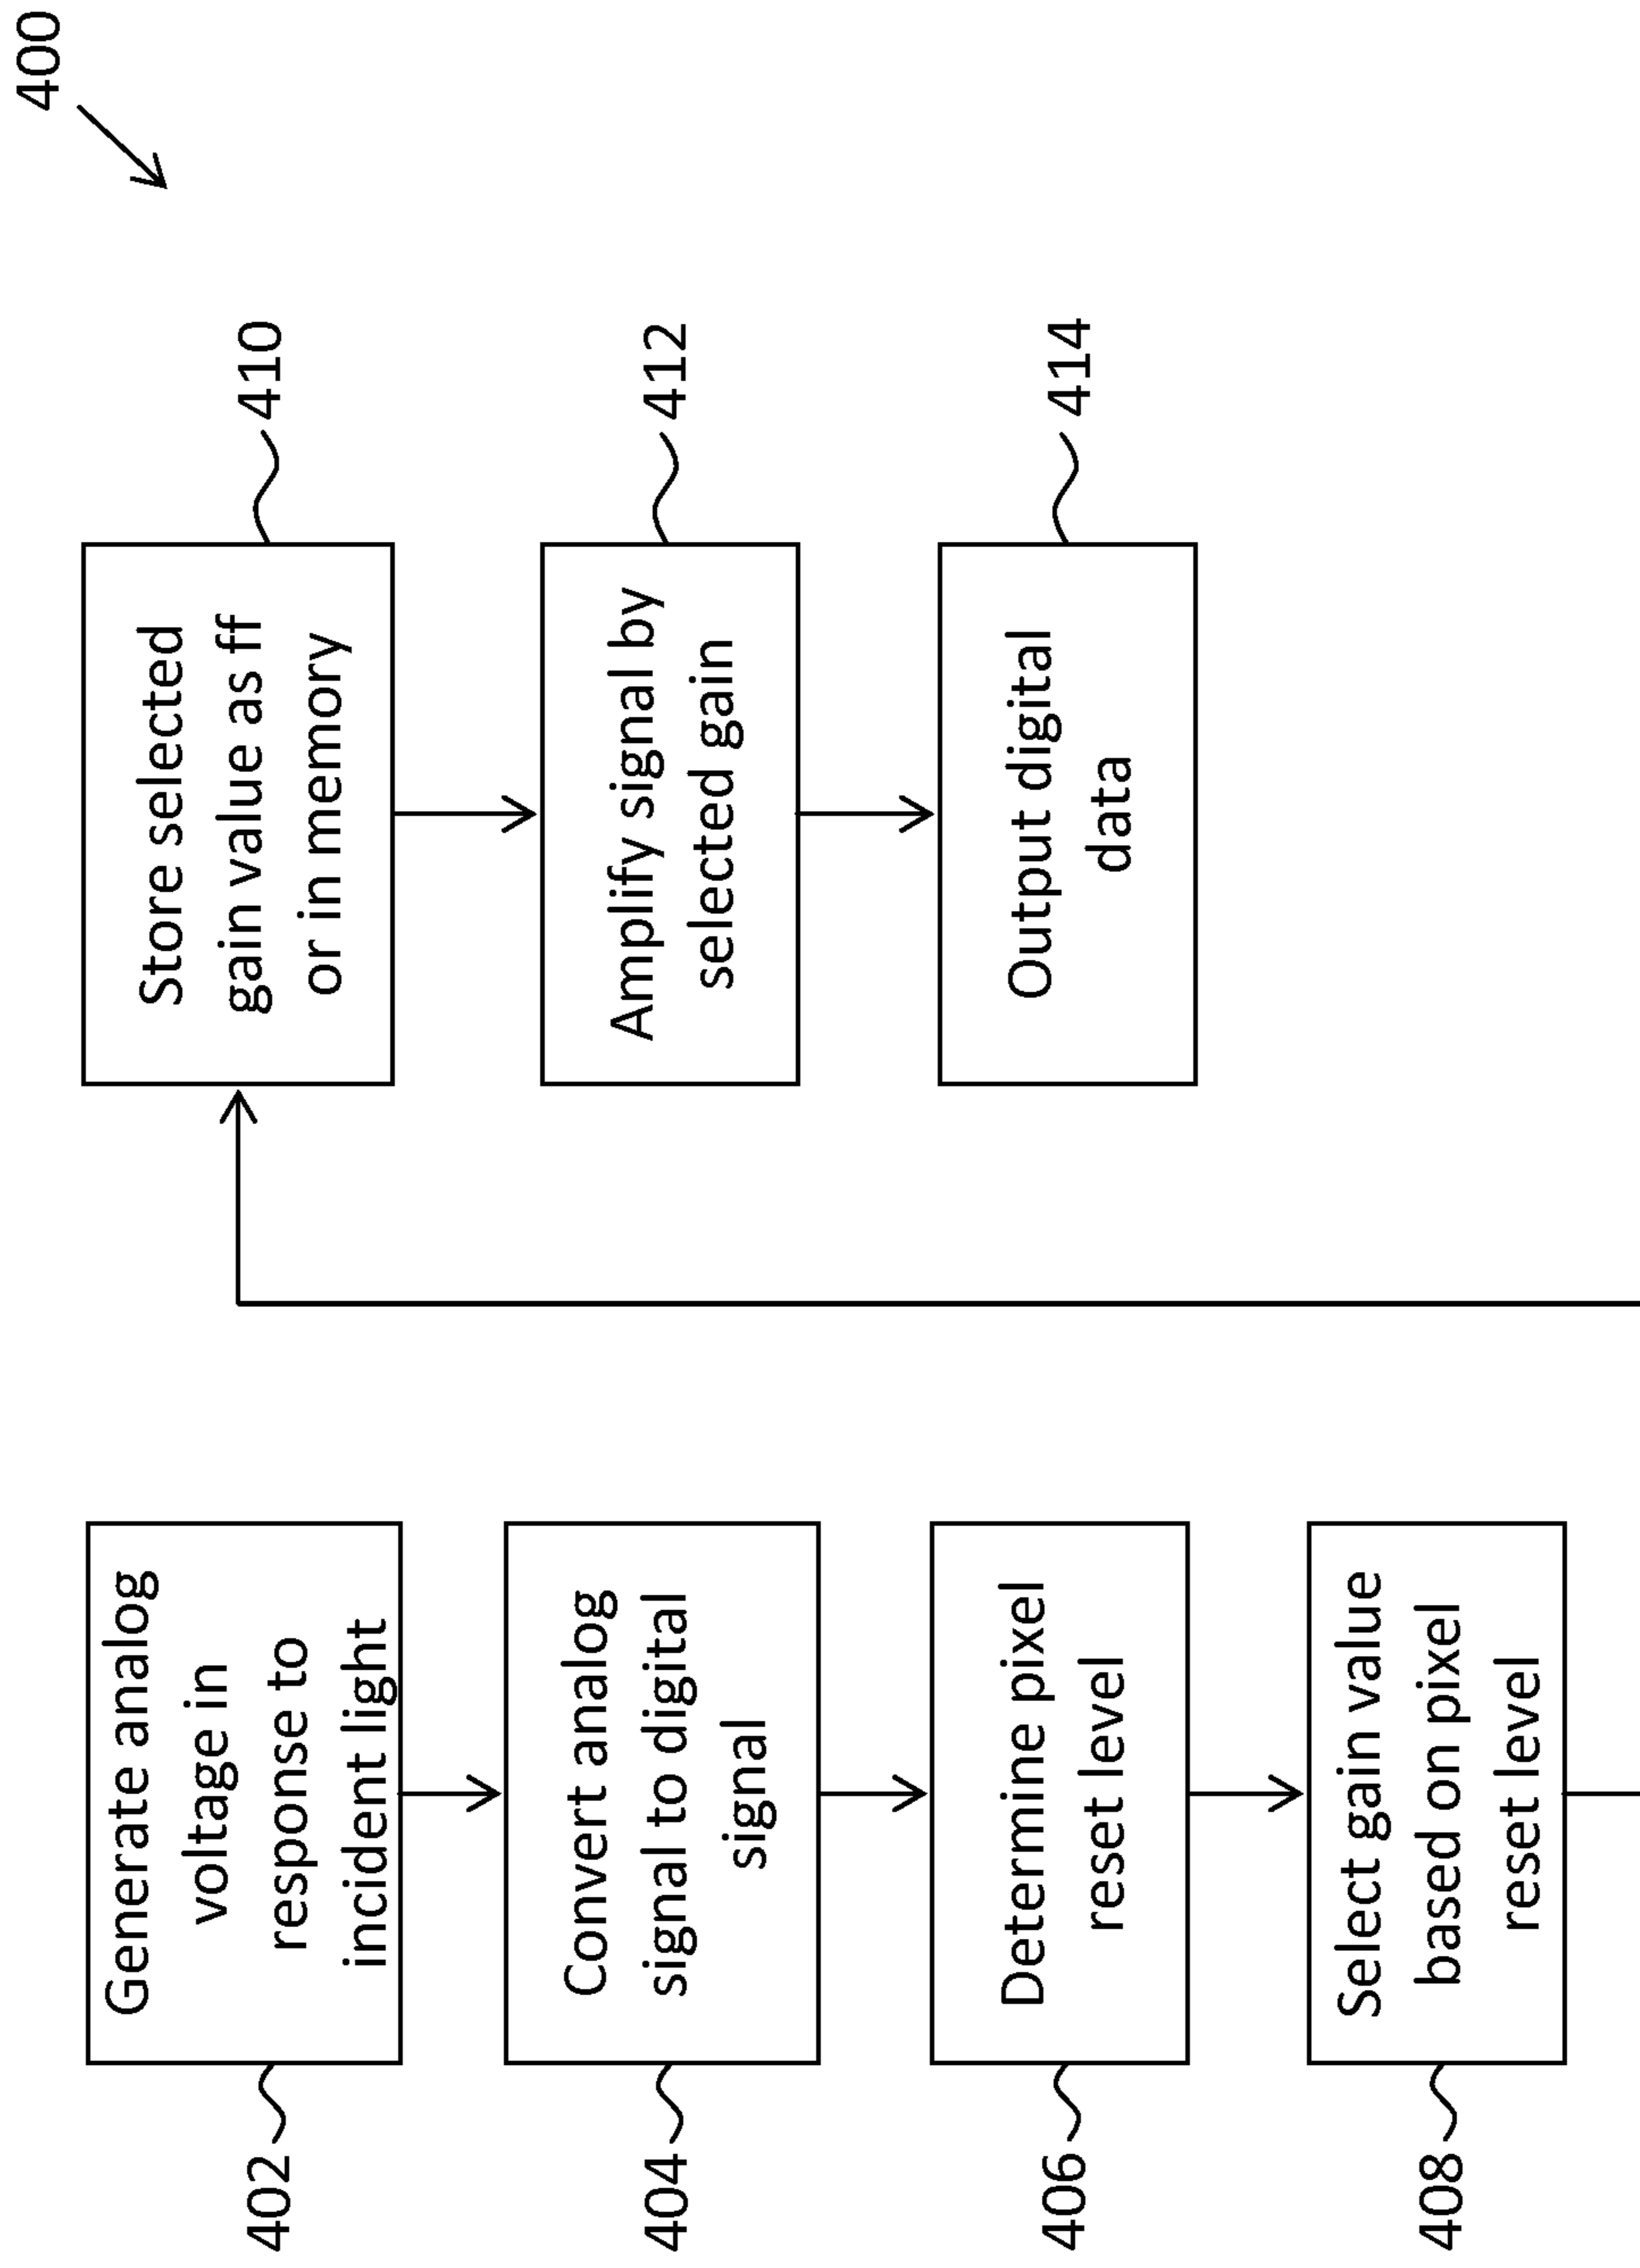 400
402
Generate analog
voltage in
response to
incident light
404
Convert analog
signal to digital
signal
406
Determine pixel
reset level
408
Select gain value
based on pixel
reset level
410
Store selected
gain value as ff
or in memory
412
Amplify signal by
selected gain
414
Output digital
data